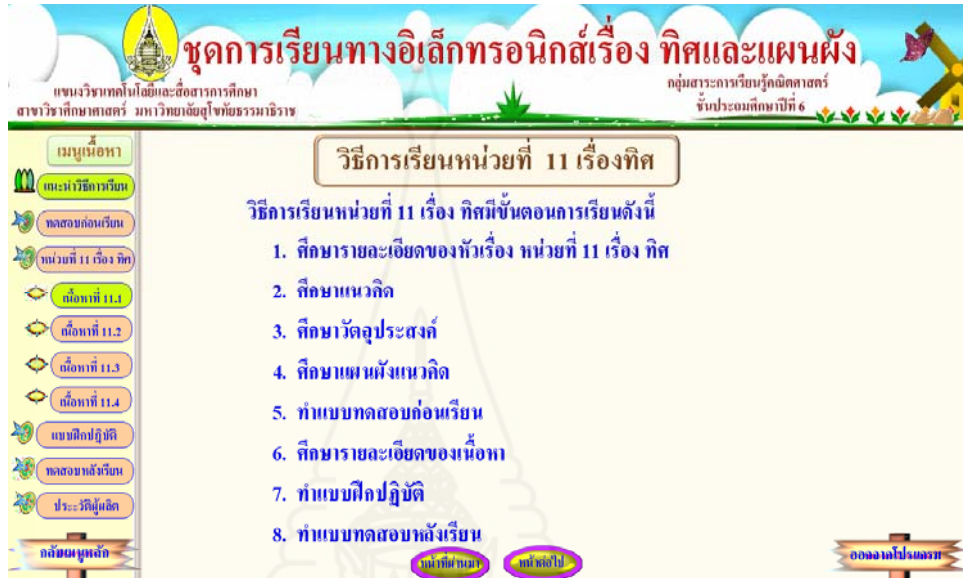 ชุดการเรียนทางอิเล็กทรอนิกส์เรื่อง ทิศและแผนผัง
แขนงวิชาเทคโนโลยีและสื่อสารการศึกษา
สาขาวิชาศึกษาศาสตร์ มหาวิทยาลัยสุโขทัยธรรมาธิราช
กลุ่มสาระการเรียนรู้คณิตศาสตร์
ชั้นประถมศึกษาปีที่ 6
เมนูเนื้อหา
แนะนำวิธีการเรียน
ทดสอบก่อนเรียน
หน่วยที่ 11 เรื่อง ทิศ
เนื้อหาที่ 11.1
เนื้อหาที่ 11.2
เนื้อหาที่ 11.3
เนื้อหาที่ 11.4
แบบฝึกปฏิบัติ
ทดสอบหลังเรียน
ประวัติผู้ผลิต
กลับเมนูหลัก
วิธีการเรียนหน่วยที่ 11 เรื่องทิศ
วิธีการเรียนหน่วยที่ 11 เรื่อง ทิศมีขั้นตอนการเรียนดังนี้
1. ศึกษารายละเอียดของหัวเรื่อง หน่วยที่ 11 เรื่อง ทิศ
2. ศึกษาแนวคิด
3. ศึกษาวัตถุประสงค์
4. ศึกษาแผนผังแนวคิด
5. ทำแบบทดสอบก่อนเรียน
6. ศึกษารายละเอียดของเนื้อหา
7. ทำแบบฝึกปฏิบัติ
8. ทำแบบทดสอบหลังเรียน
หน้าที่ผ่านมา
หน้าต่อไป
ออกจากโปรแกรม